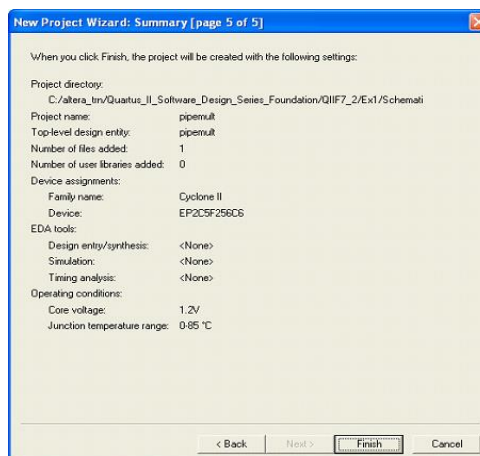 New Project Wizard: Summary [page 5 of 5]
When you click Finish, the project will be created with the following settings:
Project directory:
C:/altera_trn/Quartus_II_Software_Design_Series_Foundation/QIIF7_2/Ex1/Schemati
Project name: pipemult
Top-level design entity: pipemult
Number of files added: 1
Number of user libraries added: 0
Device assignments:
Family name: Cyclone II
Device: EP2C5F256C6
EDA tools:
Design entry/synthesis: <None>
Simulation: <None>
Timing analysis: <None>
Operating conditions:
Core voltage: 1.2V
Junction temperature range: 0-85 °C
< Back Next > Finish Cancel